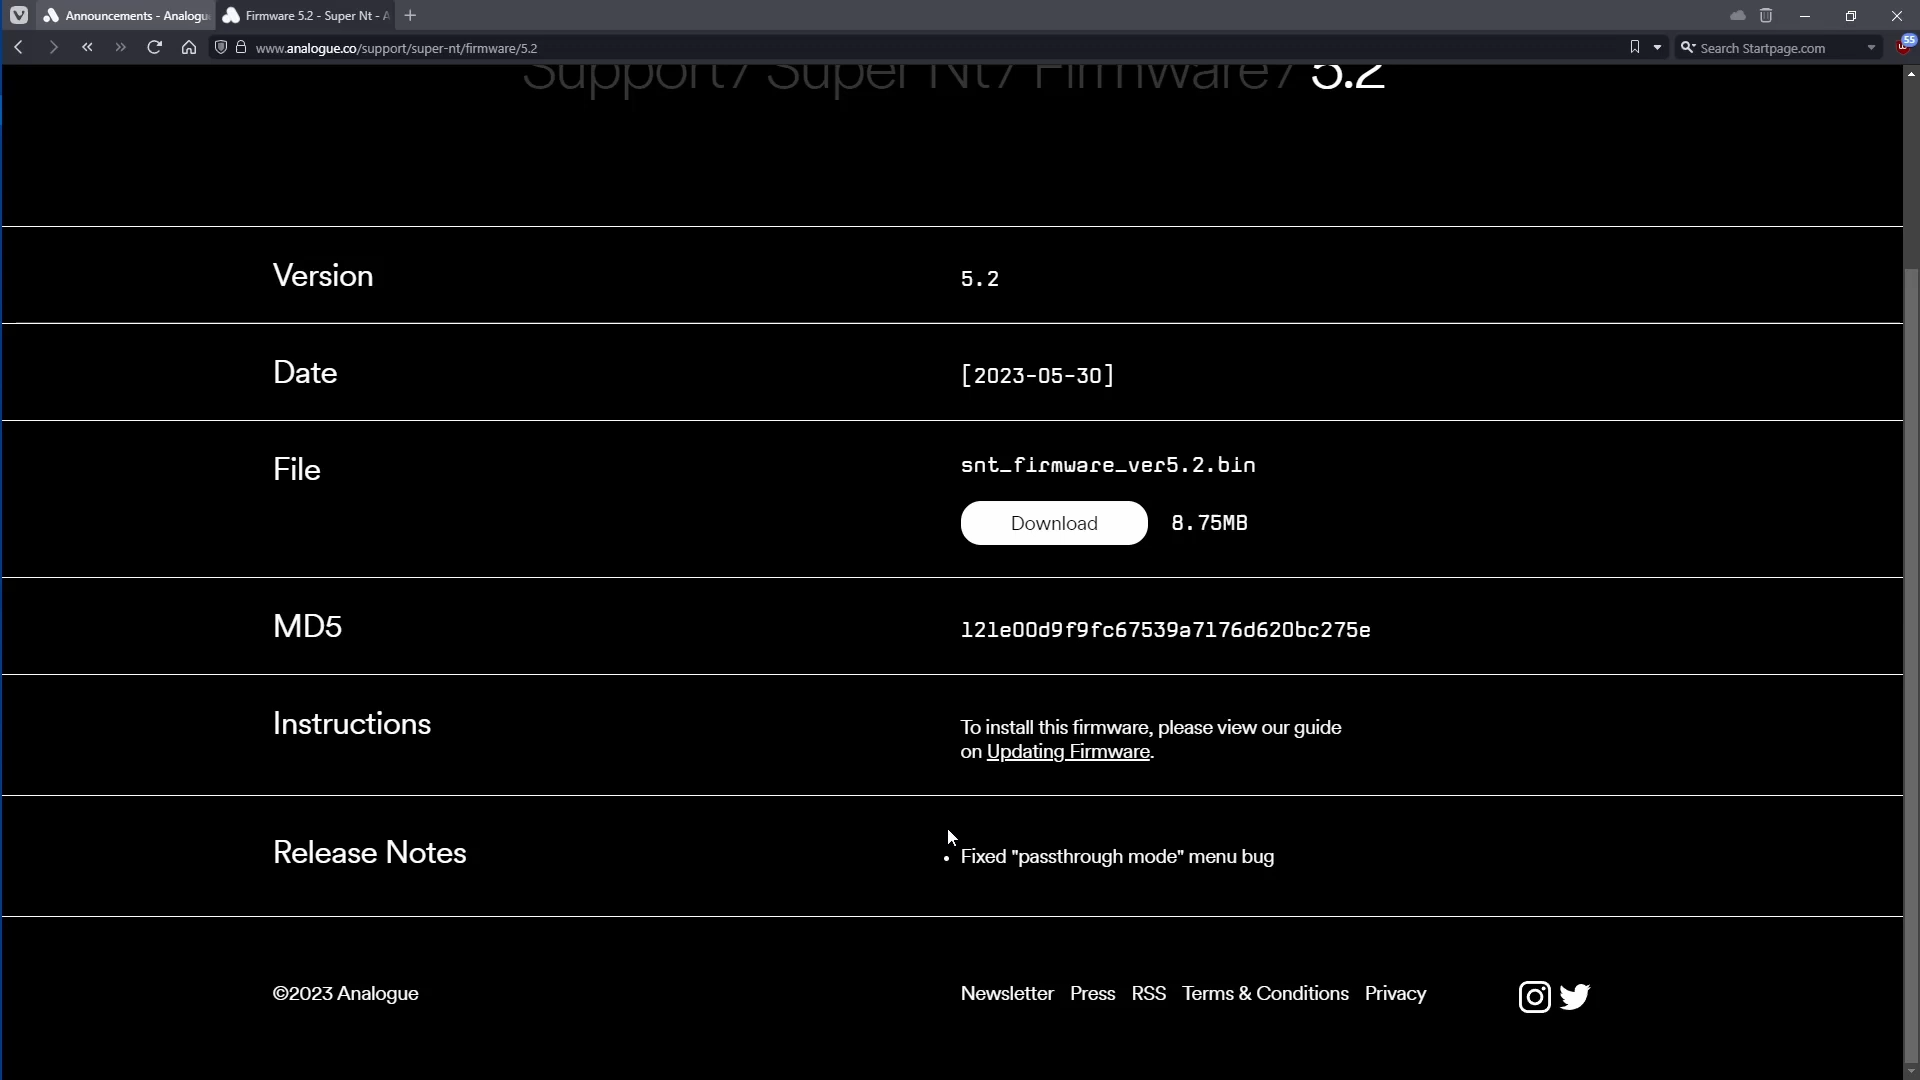 Announcements - Analogu
Firmware 5.2 - Super Nt - A
www.analogue.co/support/super-nt/firmware/5.2
Search Startpage.com
55
Support / Super Nt / Firmware / 5.2
Version
5.2
Date
[2023-05-30]
File
snt_firmware_ver5.2.bin
Download
8.75MB
MD5
121e00d9f9fc67539a7176d620bc275e
Instructions
To install this firmware, please view our guide
on Updating Firmware.
Release Notes
• Fixed "passthrough mode" menu bug
©2023 Analogue
Newsletter Press RSS Terms & Conditions Privacy